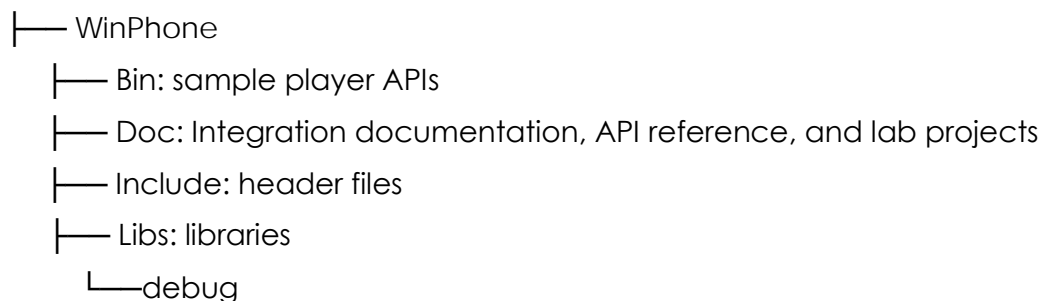 ├── WinPhone
├── Bin: sample player APIs
├── Doc: Integration documentation, API reference, and lab projects
├── Include: header files
├── Libs: libraries
└──debug